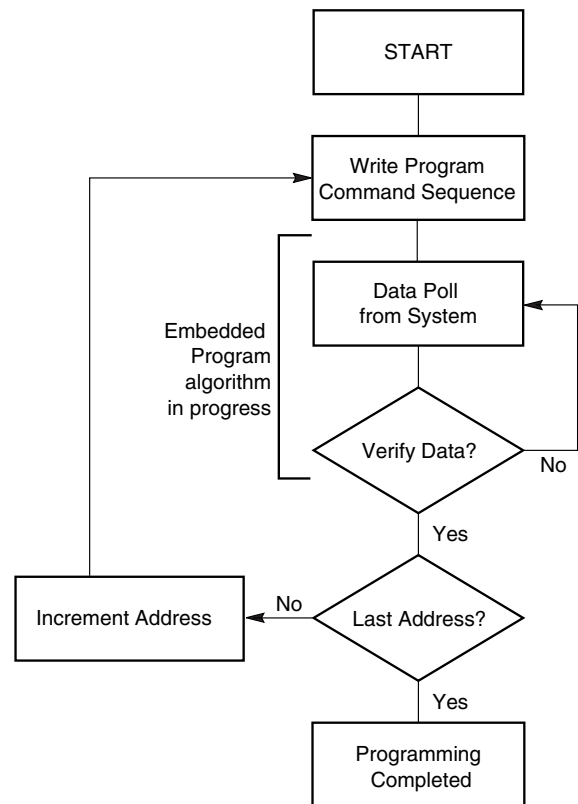 START
Write Program
Command Sequence
Data Poll
from System
Embedded
Program
algorithm
in progress
Verify Data?
No
Yes
Last Address?
No
Increment Address
Yes
Programming
Completed